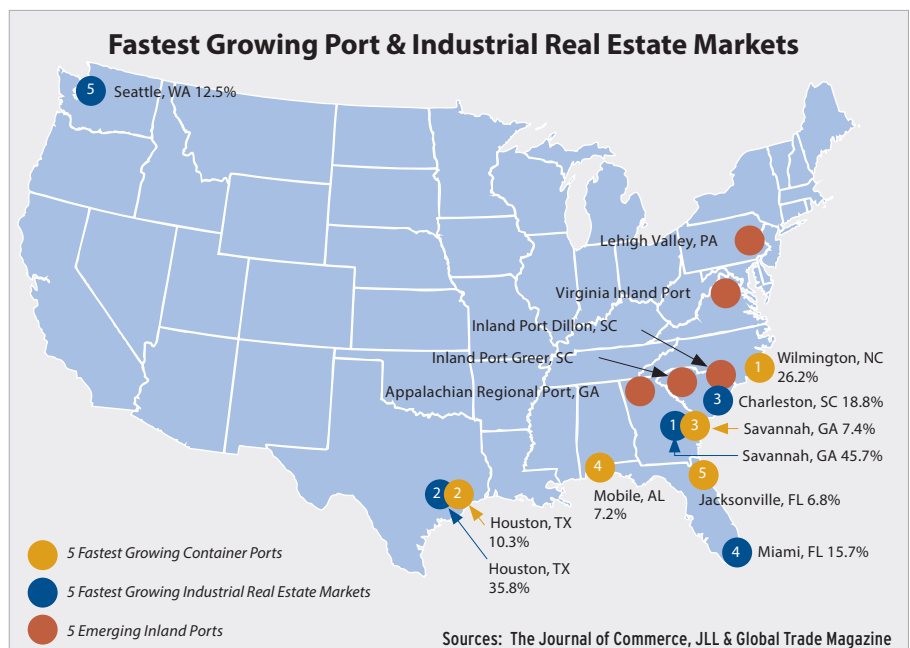 Fastest Growing Port & Industrial Real Estate Markets
5
Seattle, WA 12.5%
Lehigh Valley, PA
Virginia Inland Port
Inland Port Dillon, SC
Inland Port Greer, SC
Appalachian Regional Port, GA
1
Wilmington, NC
26.2%
3
Charleston, SC 18.8%
1
3
Savannah, GA 7.4%
Savannah, GA 45.7%
4
Mobile, AL
7.2%
5
Jacksonville, FL 6.8%
2
2
Houston, TX
10.3%
Houston, TX
35.8%
4
Miami, FL 15.7%
5 Fastest Growing Container Ports
5 Fastest Growing Industrial Real Estate Markets
5 Emerging Inland Ports
Sources: The Journal of Commerce, JLL & Global Trade Magazine